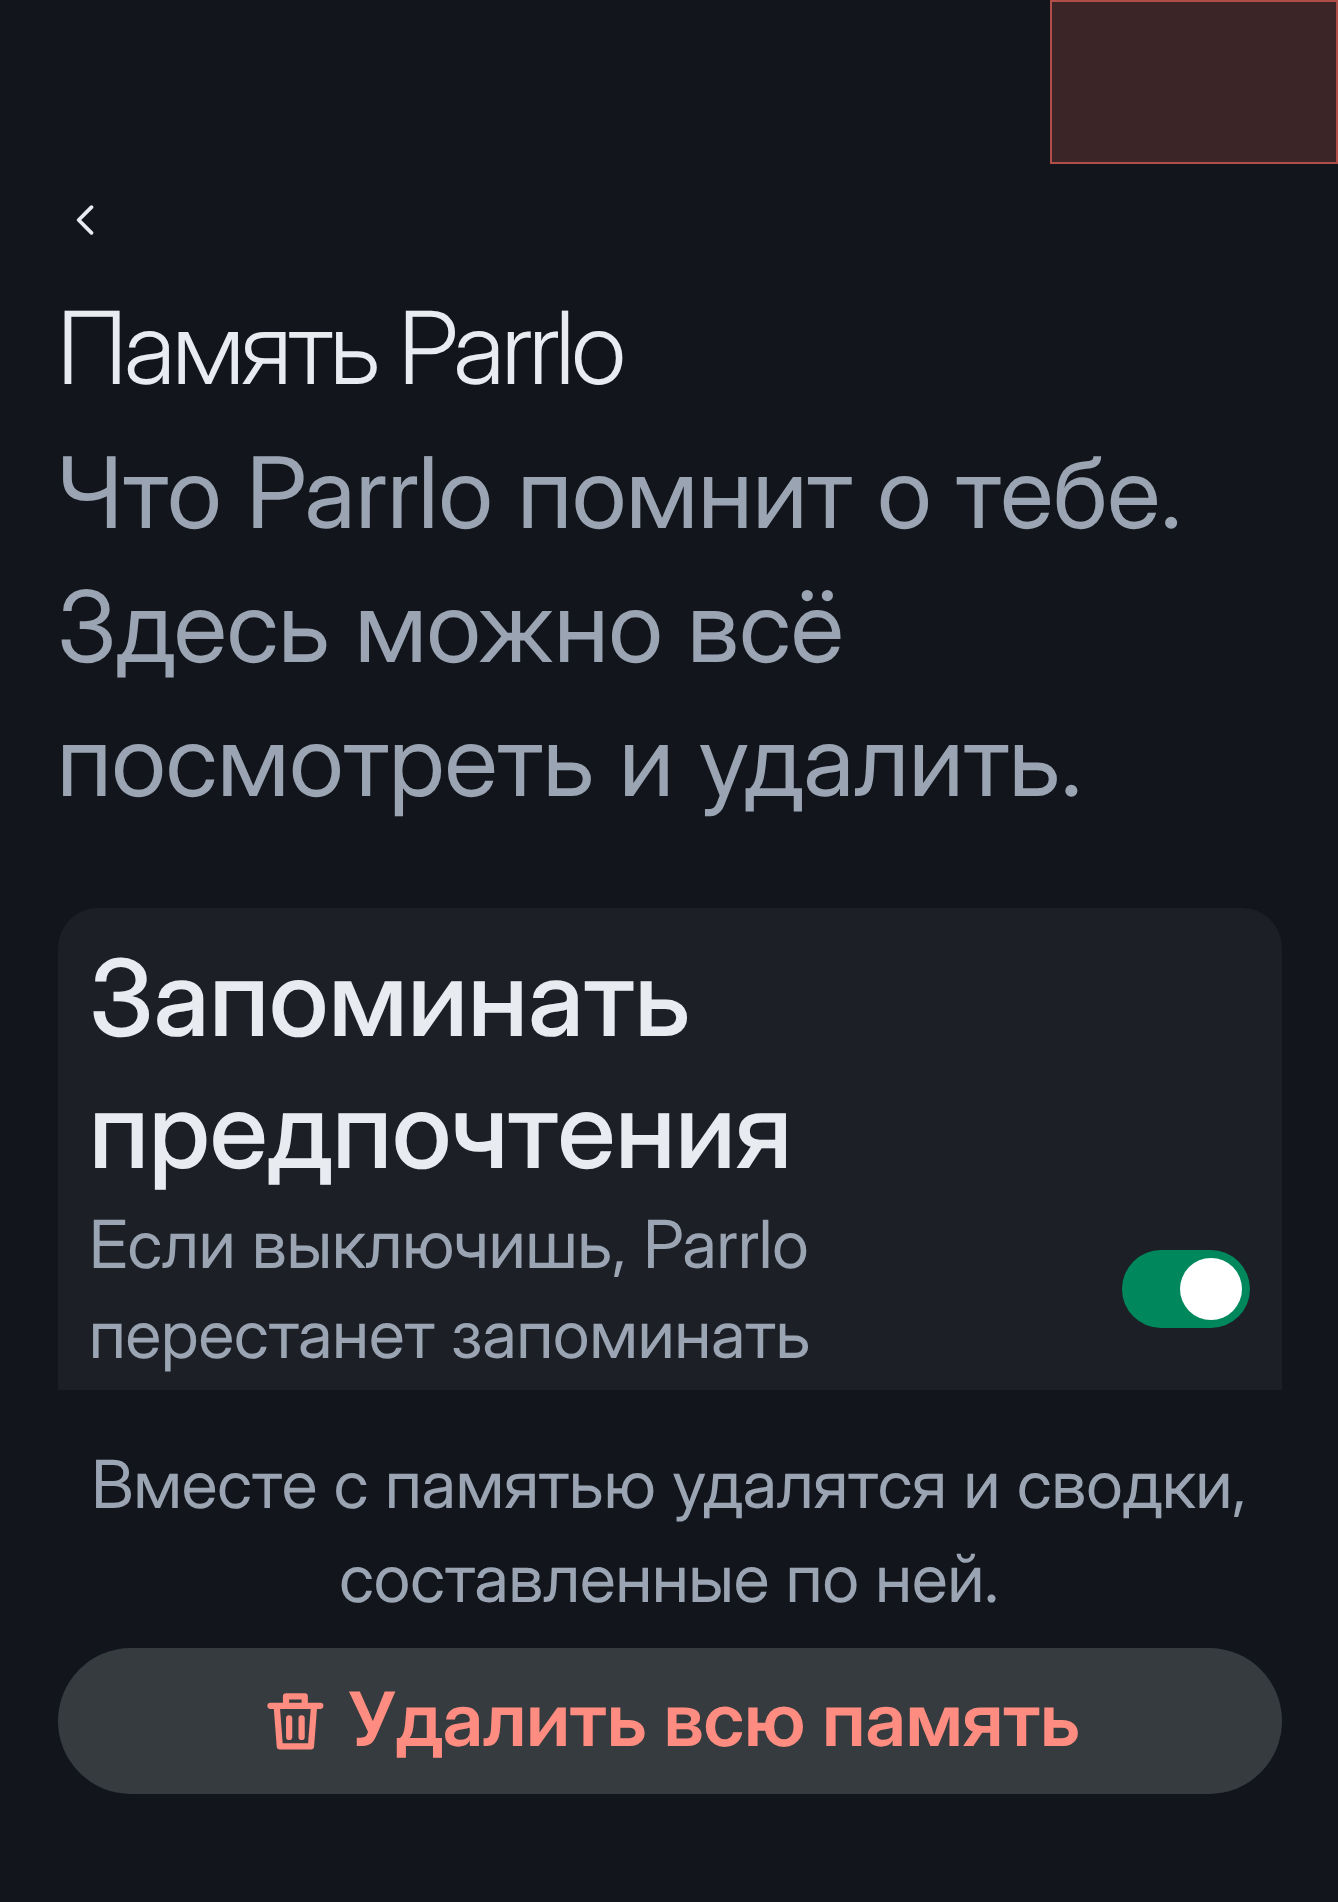 Память Parrlo
Что Parrlo помнит о тебе.
Здесь можно всё
посмотреть и удалить.
Запоминать
предпочтения
Если выключишь, Parrlo
перестанет запоминать
Вместе с памятью удалятся и сводки,
составленные по ней.
Удалить всю память